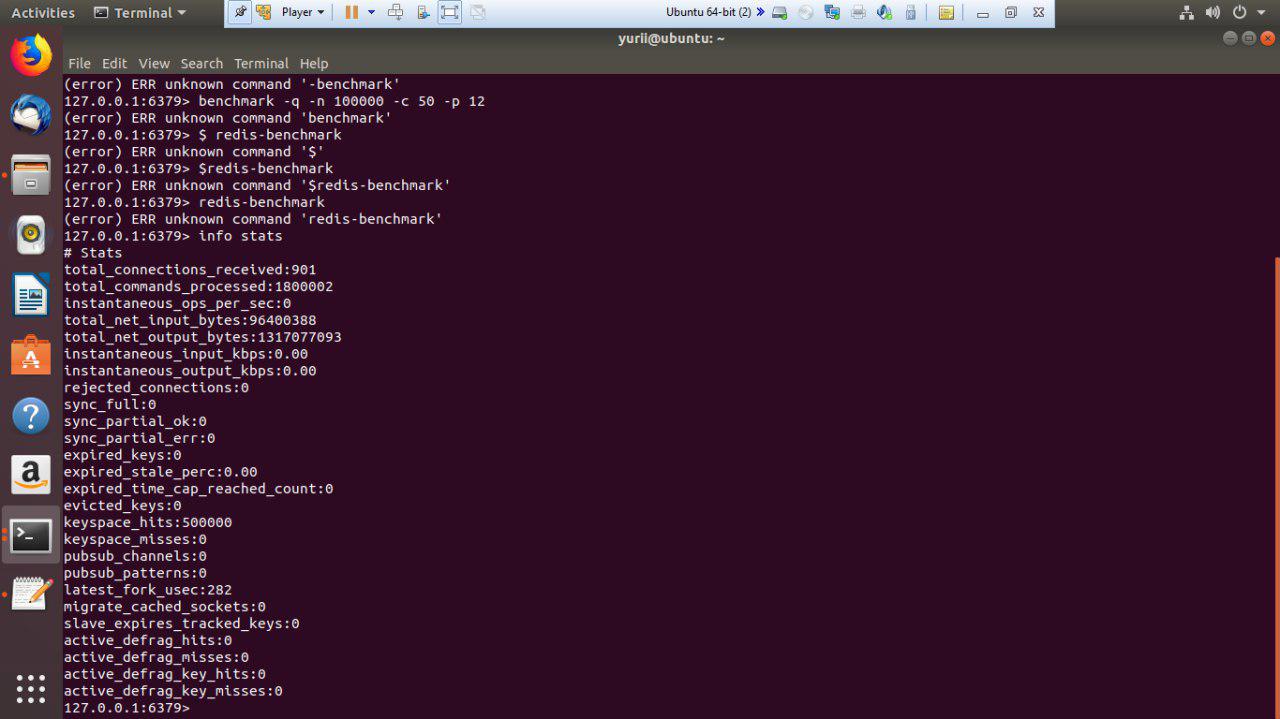 Activities Terminal Player Ubuntu 64-bit (2)
yurii@ubuntu: ~
File Edit View Search Terminal Help
(error) ERR unknown command '-benchmark'
127.0.0.1:6379> benchmark -q -n 100000 -c 50 -p 12
(error) ERR unknown command 'benchmark'
127.0.0.1:6379> $ redis-benchmark
(error) ERR unknown command '$'
127.0.0.1:6379> $redis-benchmark
(error) ERR unknown command '$redis-benchmark'
127.0.0.1:6379> redis-benchmark
(error) ERR unknown command 'redis-benchmark'
127.0.0.1:6379> info stats
# Stats
total_connections_received:901
total_commands_processed:1800002
instantaneous_ops_per_sec:0
total_net_input_bytes:96400388
total_net_output_bytes:1317077093
instantaneous_input_kbps:0.00
instantaneous_output_kbps:0.00
rejected_connections:0
sync_full:0
sync_partial_ok:0
sync_partial_err:0
expired_keys:0
expired_stale_perc:0.00
expired_time_cap_reached_count:0
evicted_keys:0
keyspace_hits:500000
keyspace_misses:0
pubsub_channels:0
pubsub_patterns:0
latest_fork_usec:282
migrate_cached_sockets:0
slave_expires_tracked_keys:0
active_defrag_hits:0
active_defrag_misses:0
active_defrag_key_hits:0
active_defrag_key_misses:0
127.0.0.1:6379>